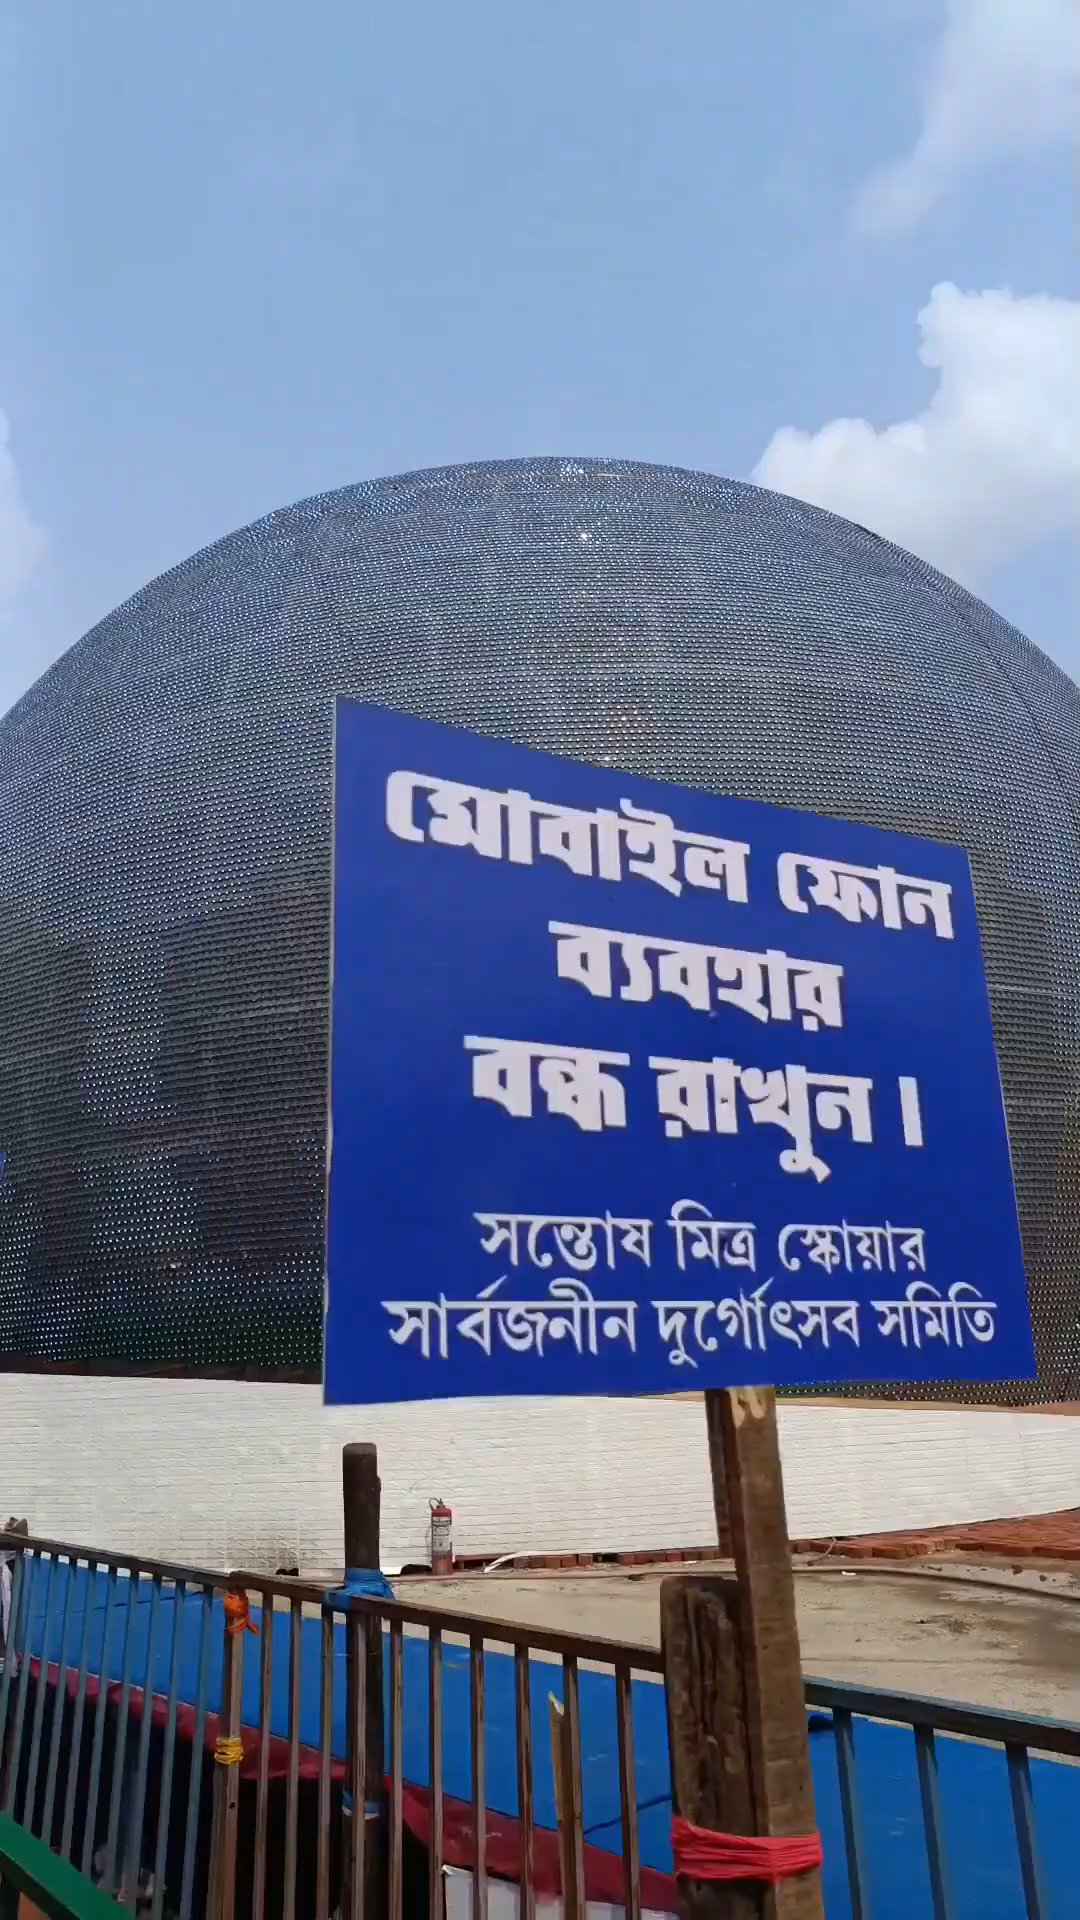 মোবাইল ফোন
ব্যবহার
বন্ধ রাখুন।
সন্তোষ মিত্র স্কোয়ার
সার্বজনীন দুর্গোৎসব সমিতি